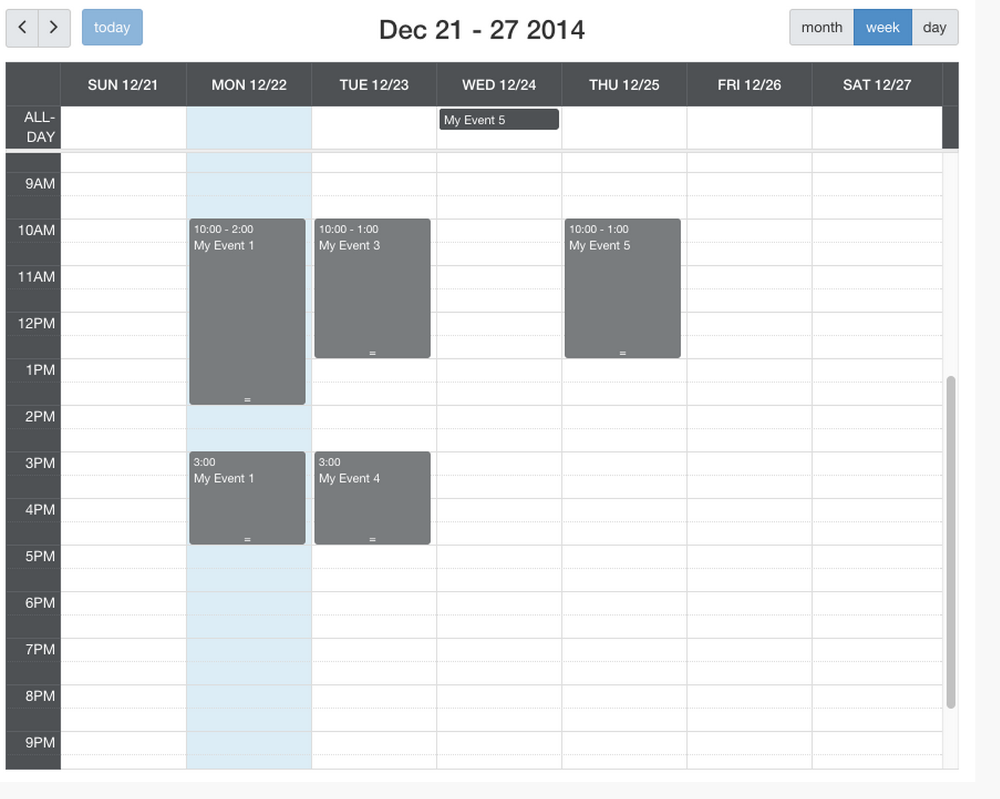 today
Dec 21 - 27 2014
month week day
SUN 12/21 MON 12/22 TUE 12/23 WED 12/24 THU 12/25 FRI 12/26 SAT 12/27
ALL-
DAY
My Event 5
9AM
10AM
10:00 - 2:00
My Event 1
10:00 - 1:00
My Event 3
10:00 - 1:00
My Event 5
11AM
12PM
1PM
2PM
3PM
3:00
My Event 1
3:00
My Event 4
4PM
5PM
6PM
7PM
8PM
9PM